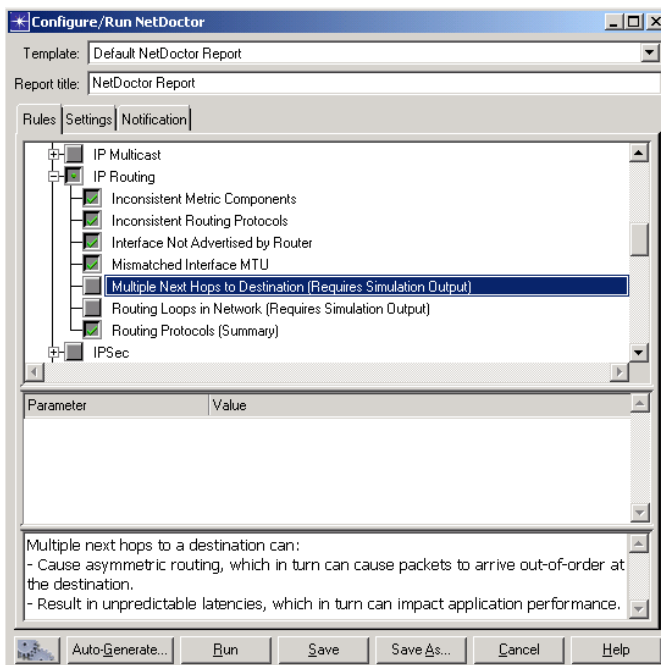 Configure/Run NetDoctor
Template: Default NetDoctor Report
Report title: NetDoctor Report
Rules Settings Notification
IP Multicast
IP Routing
Inconsistent Metric Components
Inconsistent Routing Protocols
Interface Not Advertised by Router
Mismatched Interface MTU
Multiple Next Hops to Destination (Requires Simulation Output)
Routing Loops in Network (Requires Simulation Output)
Routing Protocols (Summary)
IPSec
Parameter Value
Multiple next hops to a destination can:
- Cause asymmetric routing, which in turn can cause packets to arrive out-of-order at
the destination.
- Result in unpredictable latencies, which in turn can impact application performance.
Auto-Generate... Run Save Save As... Cancel Help